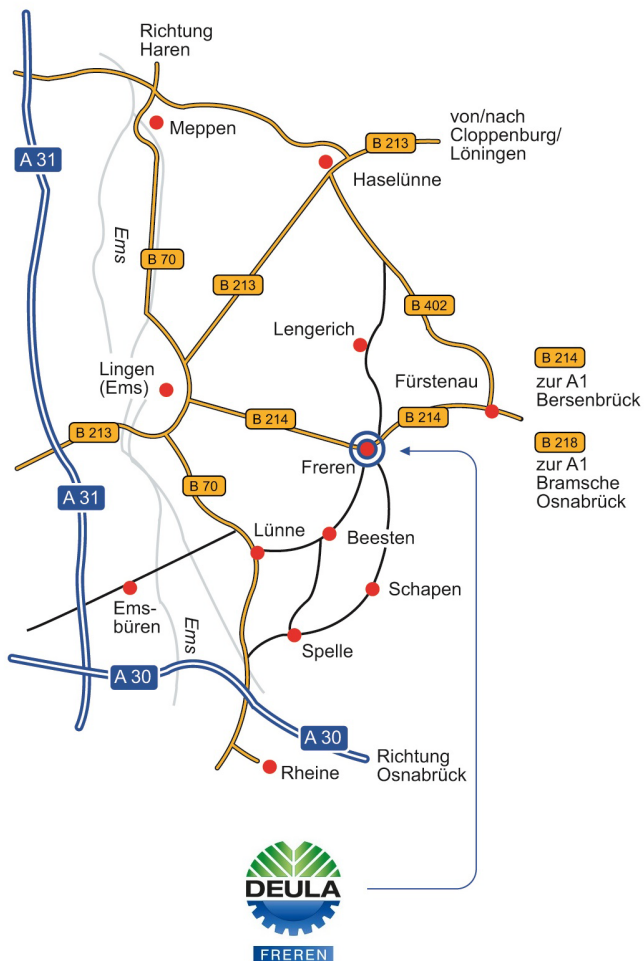 Richtung
Haren
Meppen
von/nach
Cloppenburg/
Löningen
B 213
A 31
Haselünne
Ems
B 70
B 213
B 402
Lengerich
B 214
zur A1
Bersenbrück
Lingen
(Ems)
Fürstenau
B 214
B 214
B 213
B 218
zur A1
Bramsche
Osnabrück
Freren
B 70
A 31
Lünne
Beesten
Schapen
Ems-
büren
Ems
Spelle
A 30
A 30
Richtung
Osnabrück
Rheine
DEULA
FREREN